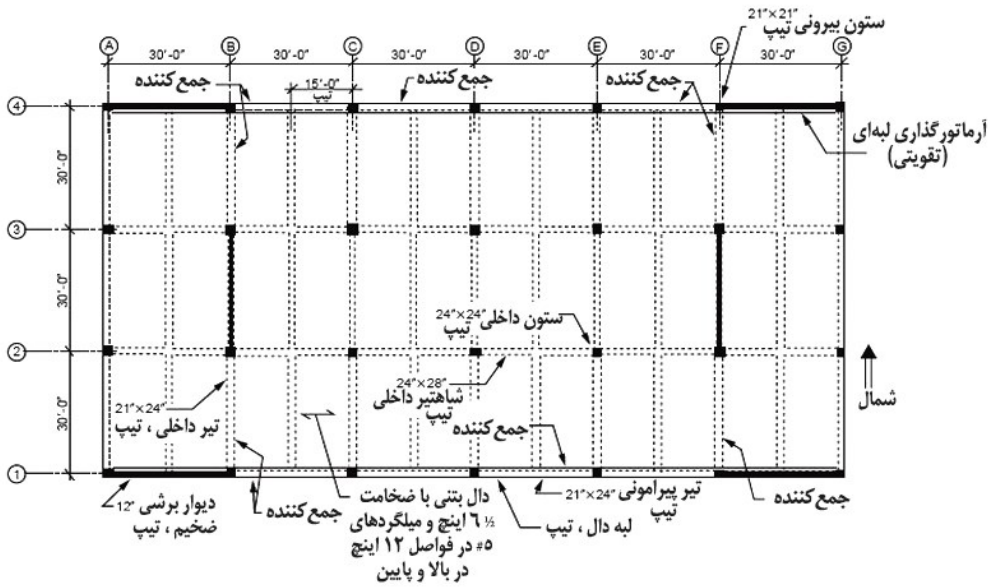 ستون بیرونی 21"×21"
تیپ
A B C D E F G
30'-0" 30'-0" 30'-0" 30'-0" 30'-0" 30'-0"
جمع‌کننده
جمع‌کننده
جمع‌کننده
15'-0"
تیپ
4
آرماتورگذاری لبه‌ای
(تقویتی)
30'-0"
3
30'-0"
ستون داخلی 24"×24"
تیپ
2
24"×28"
شاهتیر داخلی
تیپ
شمال
21"×24"
تیر داخلی ، تیپ
جمع‌کننده
30'-0"
1
دیوار برشی 12"
ضخیم ، تیپ
جمع‌کننده
دال بتنی با ضخامت
۶ ½ اینچ و میلگردهای
#۵ در فواصل ۱۲ اینچ
در بالا و پایین
لبه دال ، تیپ
تیر پیرامونی 21"×24"
تیپ
جمع‌کننده